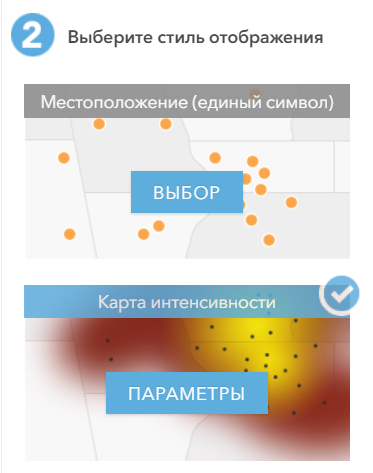 2 Выберите стиль отображения
Местоположение (единый символ)
ВЫБОР
Карта интенсивности
ПАРАМЕТРЫ